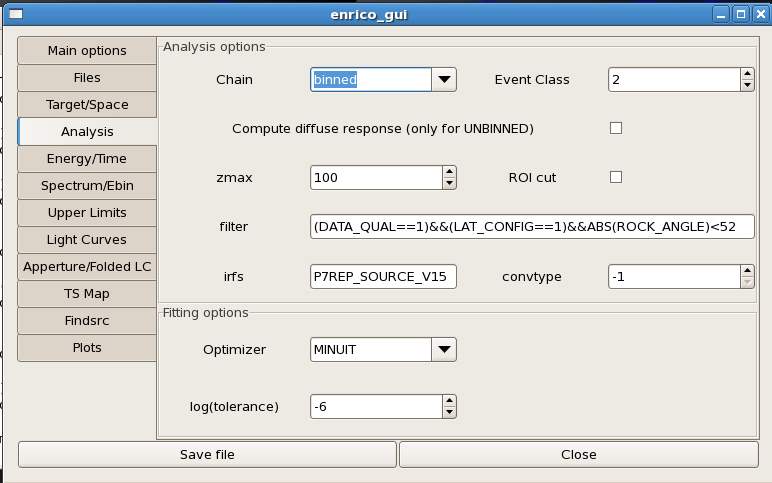 enrico_gui
Main options
Files
Target/Space
Analysis
Energy/Time
Spectrum/Ebin
Upper Limits
Light Curves
Apperture/Folded LC
TS Map
Findsrc
Plots
Analysis options
Chain binned Event Class 2
Compute diffuse response (only for UNBINNED)
zmax 100 ROI cut
filter (DATA_QUAL==1)&&(LAT_CONFIG==1)&&ABS(ROCK_ANGLE)<52
irfs P7REP_SOURCE_V15 convtype -1
Fitting options
Optimizer MINUIT
log(tolerance) -6
Save file Close